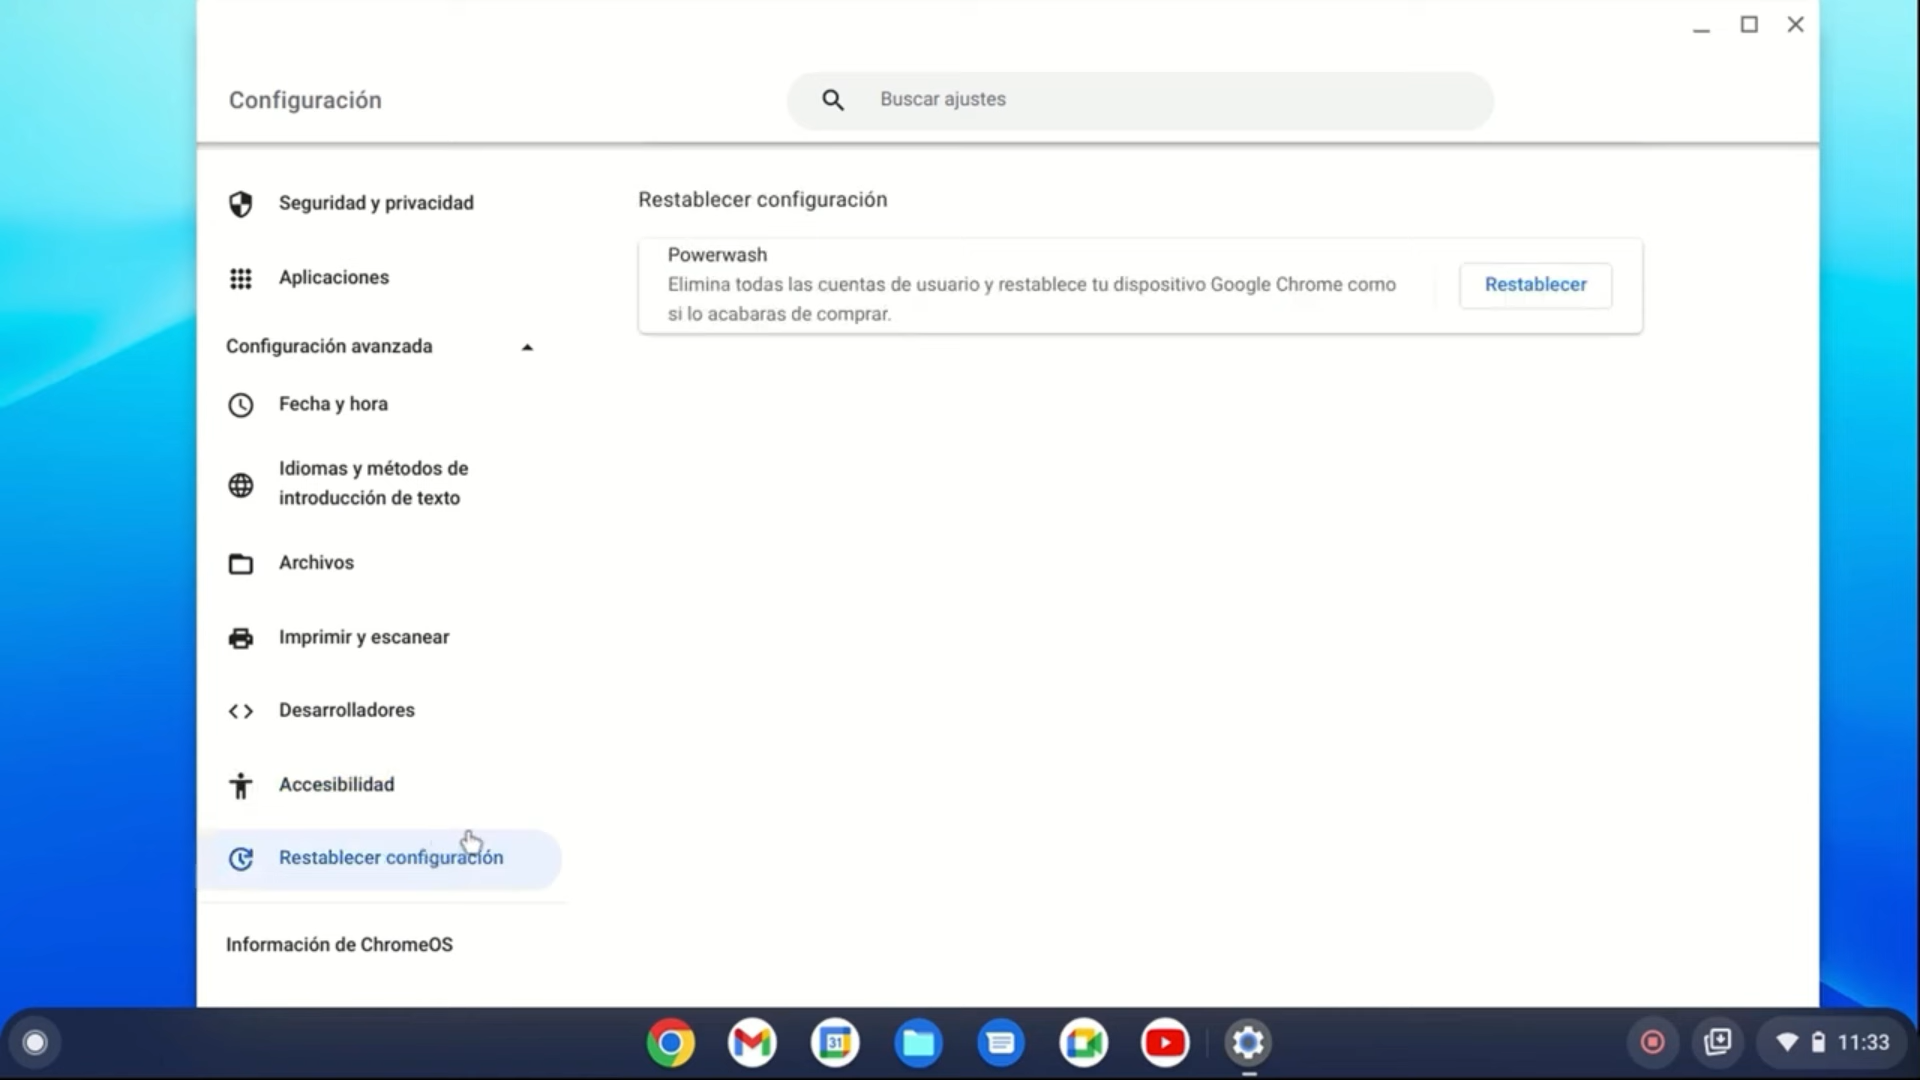 Configuración
Buscar ajustes
Seguridad y privacidad
Aplicaciones
Configuración avanzada
Fecha y hora
Idiomas y métodos de
introducción de texto
Archivos
Imprimir y escanear
Desarrolladores
Accesibilidad
Restablecer configuración
Información de ChromeOS
Restablecer configuración
Powerwash
Elimina todas las cuentas de usuario y restablece tu dispositivo Google Chrome como
si lo acabaras de comprar.
Restablecer
31
11:33